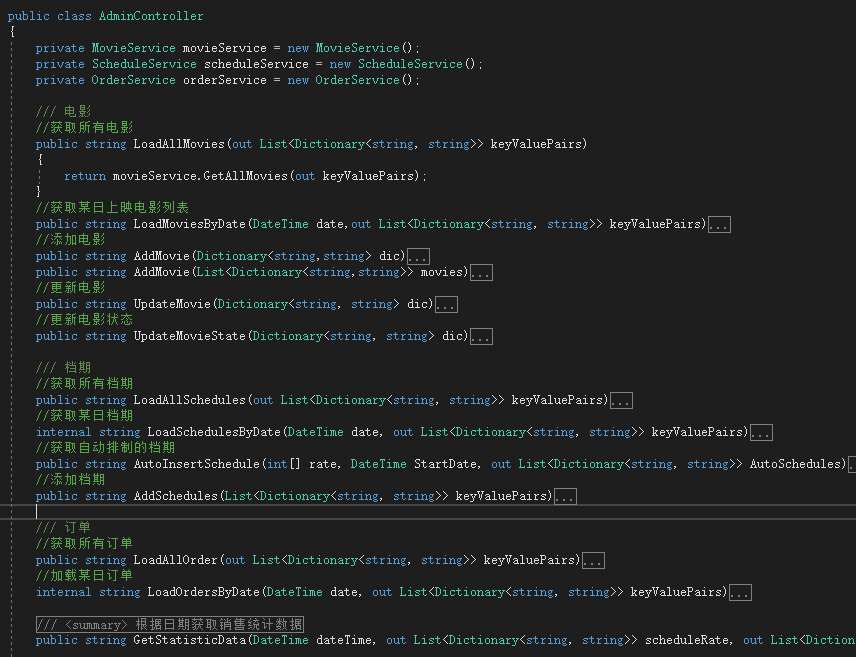 public class AdminController
{
private MovieService movieService = new MovieService();
private ScheduleService scheduleService = new ScheduleService();
private OrderService orderService = new OrderService();
/// 电影
//获取所有电影
public string LoadAllMovies(out List<Dictionary<string, string>> keyValuePairs)
{
return movieService.GetAllMovies(out keyValuePairs);
}
//获取某日上映电影列表
public string LoadMoviesByDate(DateTime date,out List<Dictionary<string, string>> keyValuePairs)...
//添加电影
public string AddMovie(Dictionary<string,string> dic)...
public string AddMovie(List<Dictionary<string,string>> movies)...
//更新电影
public string UpdateMovie(Dictionary<string, string> dic)...
//更新电影状态
public string UpdateMovieState(Dictionary<string, string> dic)...
/// 档期
//获取所有档期
public string LoadAllSchedules(out List<Dictionary<string, string>> keyValuePairs)...
//获取某日档期
internal string LoadSchedulesByDate(DateTime date, out List<Dictionary<string, string>> keyValuePairs)...
//获取自动排制的档期
public string AutoInsertSchedule(int[] rate, DateTime StartDate, out List<Dictionary<string, string>> AutoSchedules)
//添加档期
public string AddSchedules(List<Dictionary<string, string>> keyValuePairs)...
/// 订单
//获取所有订单
public string LoadAllOrder(out List<Dictionary<string, string>> keyValuePairs)...
//加载某日订单
internal string LoadOrdersByDate(DateTime date, out List<Dictionary<string, string>> keyValuePairs)...
/// <summary> 根据日期获取销售统计数据
public string GetStatisticData(DateTime dateTime, out List<Dictionary<string, string>> scheduleRate, out List<Diction